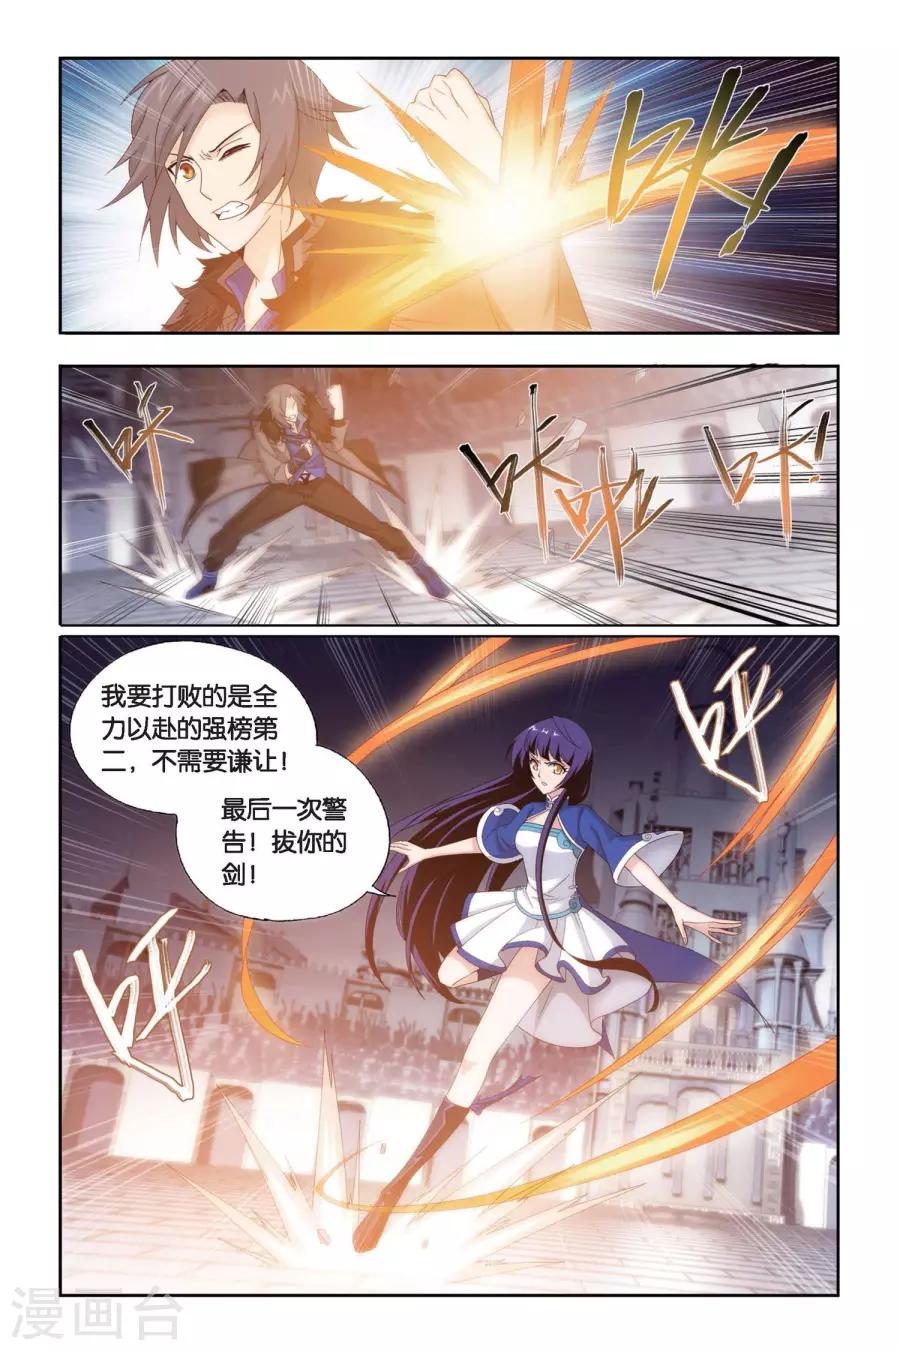 咔!
咔
咔
啦
咔!
我要打败的是全
力以赴的强榜第
二，不需要谦让！
最后一次警
告！拔你的
剑！
呼
呼
漫画台